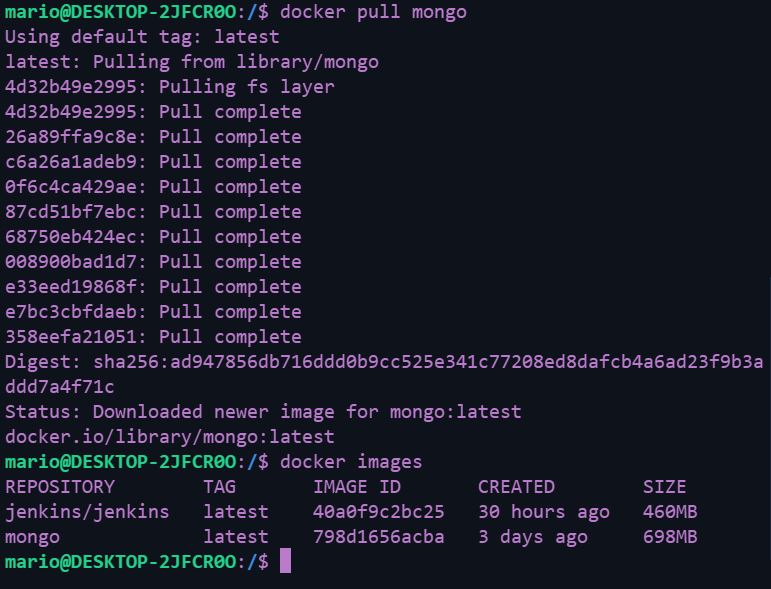 mario@DESKTOP-2JFCR0O:/$ docker pull mongo
Using default tag: latest
latest: Pulling from library/mongo
4d32b49e2995: Pulling fs layer
4d32b49e2995: Pull complete
26a89ffa9c8e: Pull complete
c6a26a1adeb9: Pull complete
0f6c4ca429ae: Pull complete
87cd51bf7ebc: Pull complete
68750eb424ec: Pull complete
008900bad1d7: Pull complete
e33eed19868f: Pull complete
e7bc3cbfdaeb: Pull complete
358eefa21051: Pull complete
Digest: sha256:ad947856db716ddd0b9cc525e341c77208ed8dafcb4a6ad23f9b3a
ddd7a4f71c
Status: Downloaded newer image for mongo:latest
docker.io/library/mongo:latest
mario@DESKTOP-2JFCR0O:/$ docker images
REPOSITORY        TAG       IMAGE ID       CREATED        SIZE
jenkins/jenkins   latest    40a0f9c2bc25   30 hours ago   460MB
mongo             latest    798d1656acba   3 days ago     698MB
mario@DESKTOP-2JFCR0O:/$